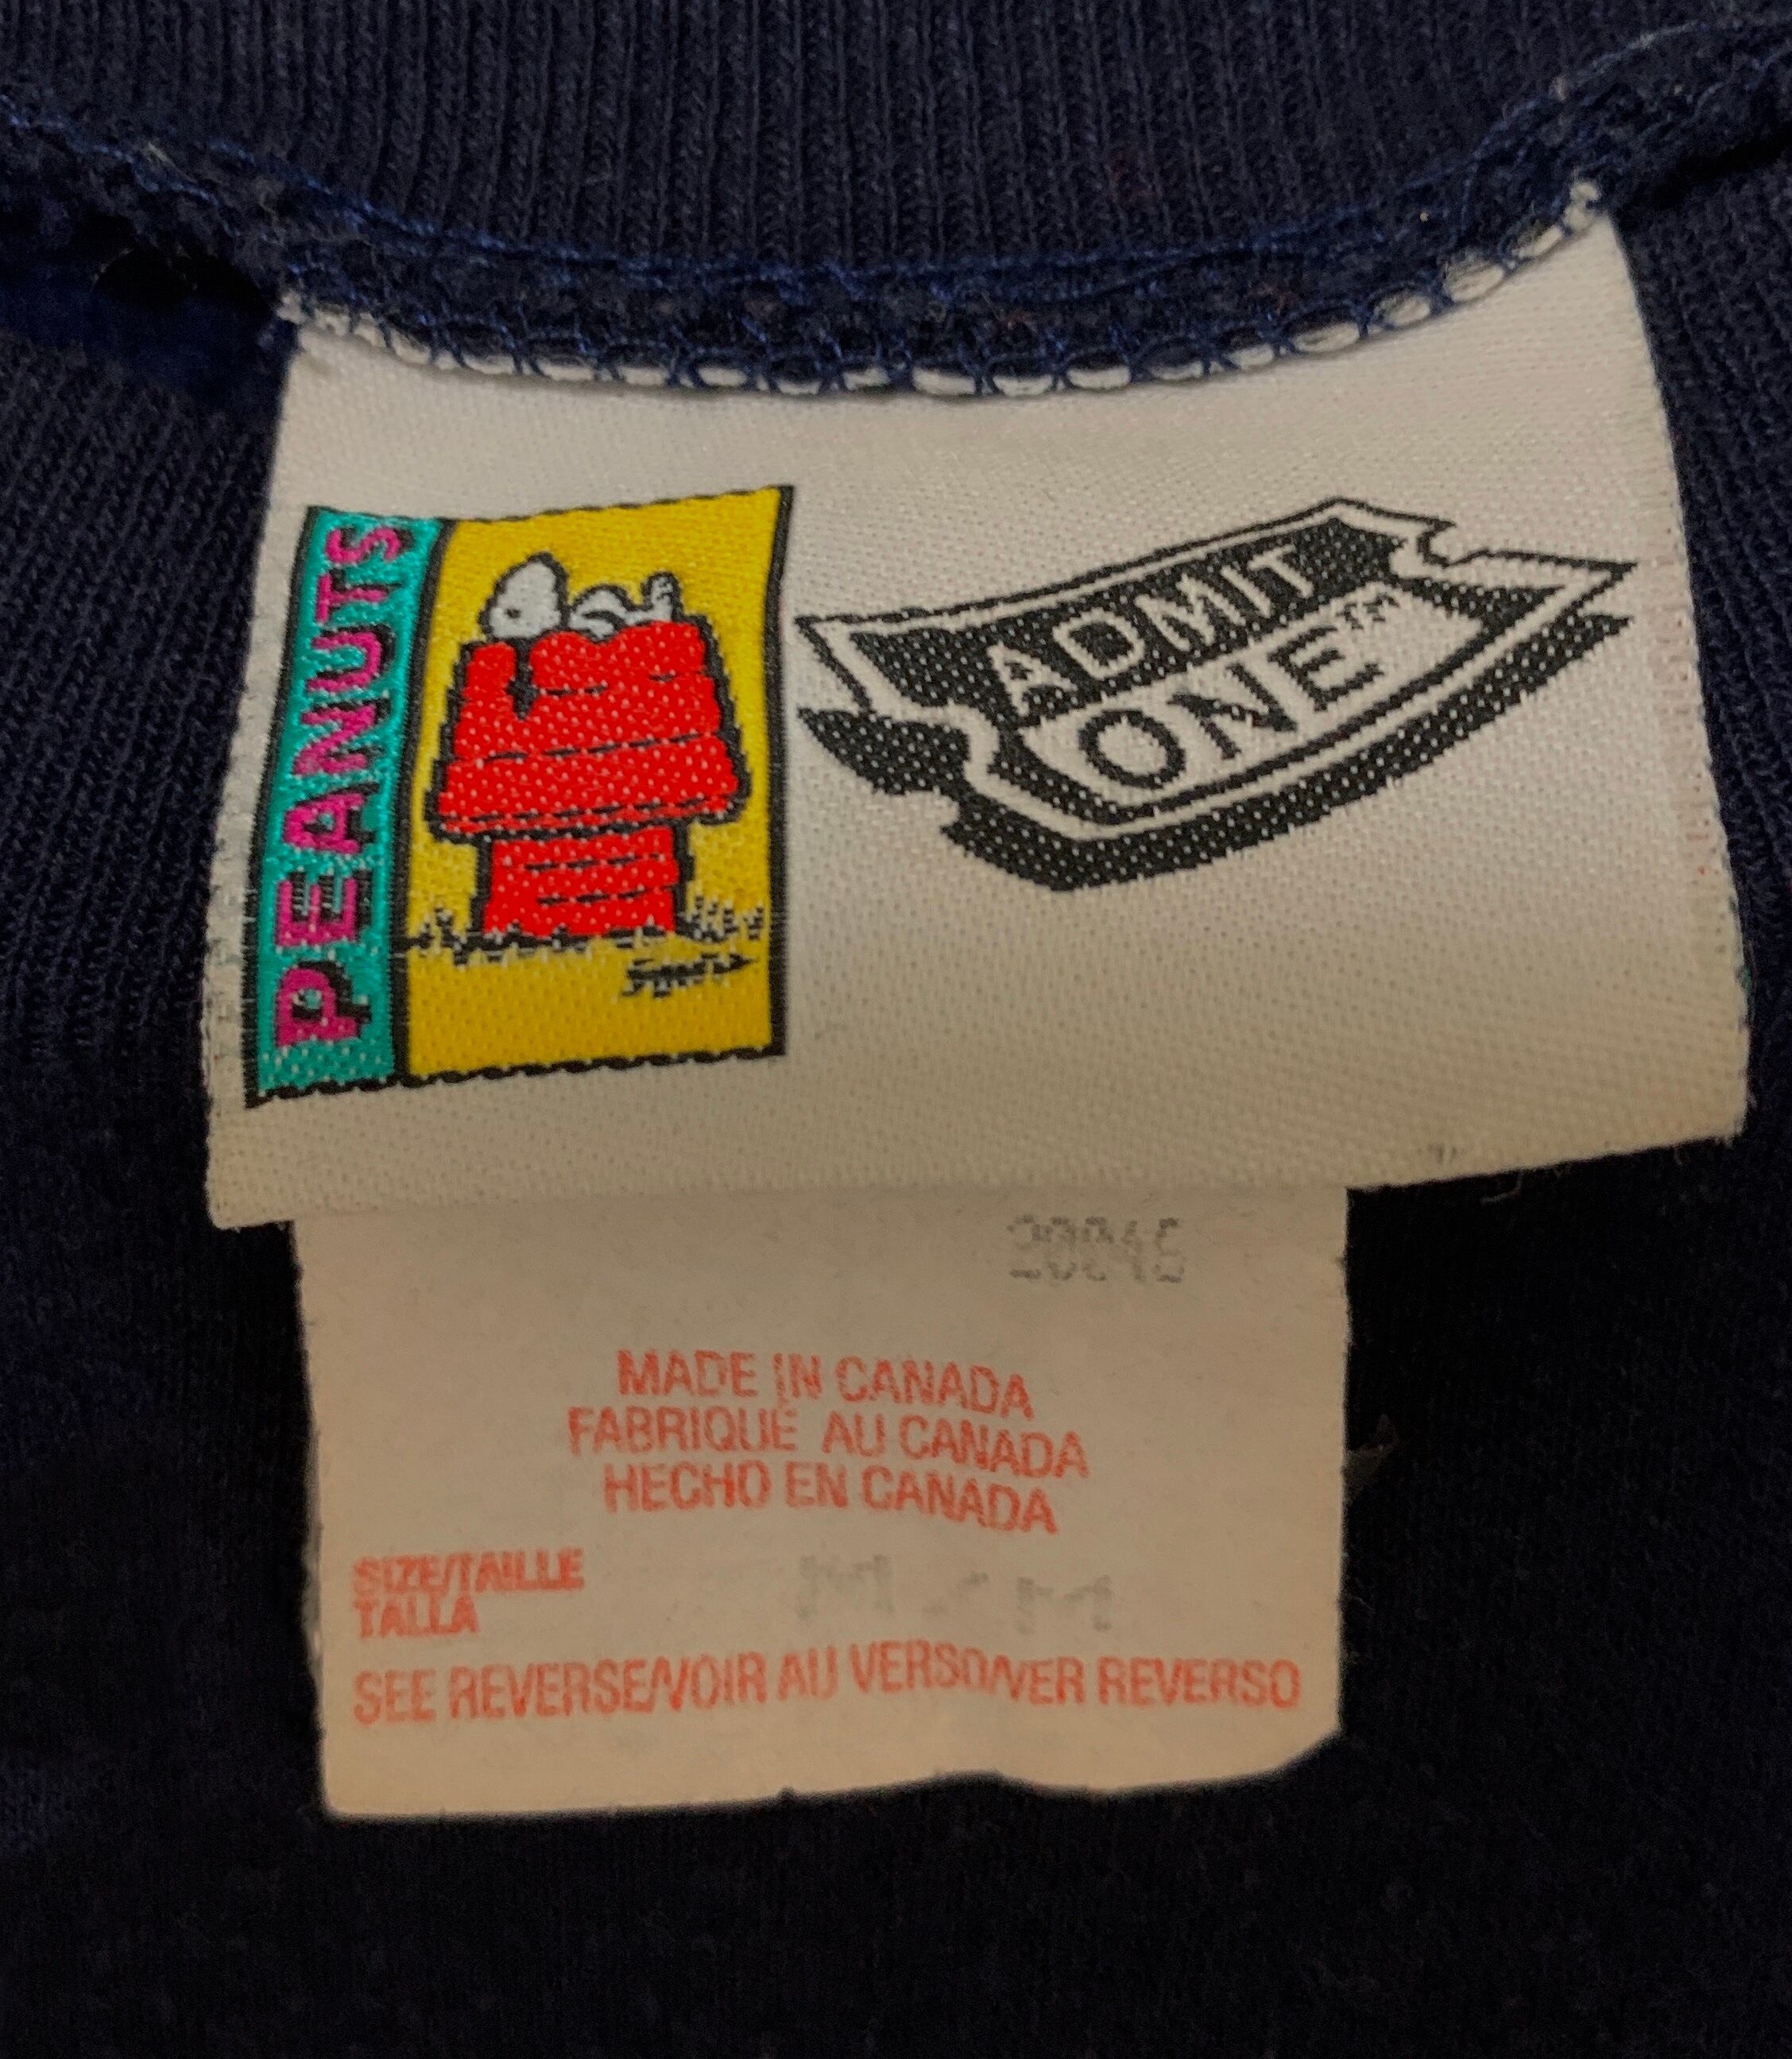 PEANUTS
ADMIT
ONE™
MADE IN CANADA
FABRIQUÉ AU CANADA
HECHO EN CANADA
SIZE/TAILLE
TALLA
SEE REVERSE/VOIR AU VERSO/VER REVERSO